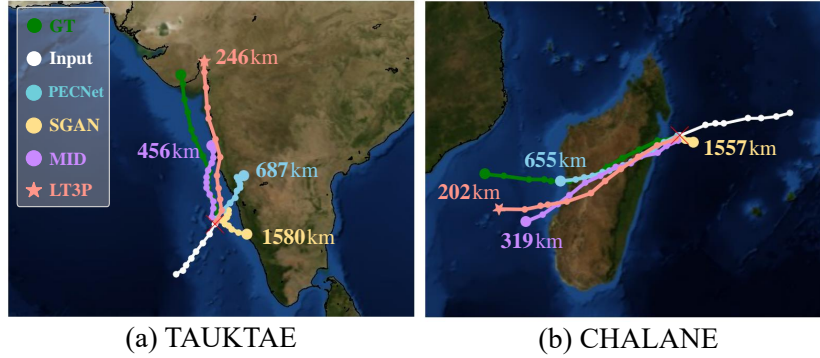 GT
Input
PECNet
SGAN
MID
LT3P
246km
456km
687km
1580km
655km
1557km
202km
319km
(a) TAUKTAE
(b) CHALANE